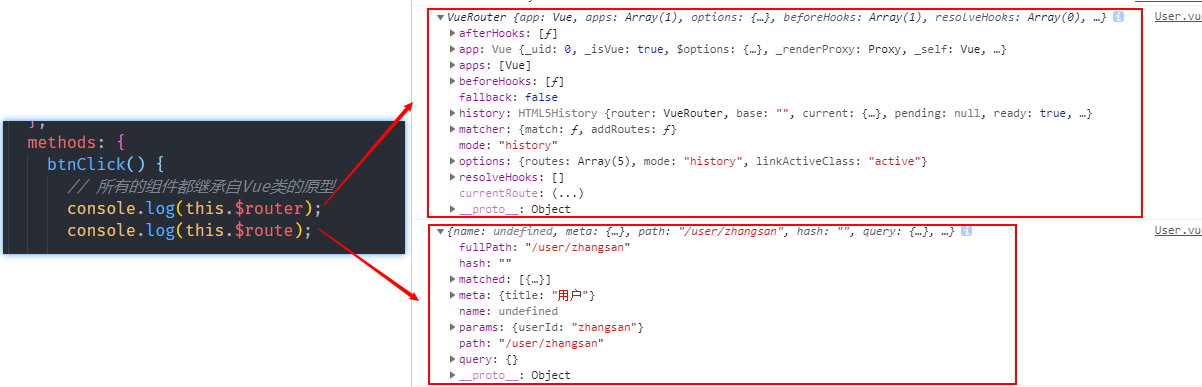 },
methods: {
btnClick() {
// 所有的组件都继承自Vue类的原型
console.log(this.$router);
console.log(this.$route);
VueRouter {app: Vue, apps: Array(1), options: {…}, beforeHooks: Array(1), resolveHooks: Array(0), …}
User.vu
afterHooks: [ƒ]
app: Vue {_uid: 0, _isVue: true, $options: {…}, _renderProxy: Proxy, _self: Vue, …}
apps: [Vue]
beforeHooks: [ƒ]
fallback: false
history: HTML5History {router: VueRouter, base: "", current: {…}, pending: null, ready: true, …}
matcher: {match: ƒ, addRoutes: ƒ}
mode: "history"
options: {routes: Array(5), mode: "history", linkActiveClass: "active"}
resolveHooks: []
currentRoute: (...)
__proto__: Object
{name: undefined, meta: {…}, path: "/user/zhangsan", hash: "", query: {…}, …}
User.vu
fullPath: "/user/zhangsan"
hash: ""
matched: [{…}]
meta: {title: "用户"}
name: undefined
params: {userId: "zhangsan"}
path: "/user/zhangsan"
query: {}
__proto__: Object